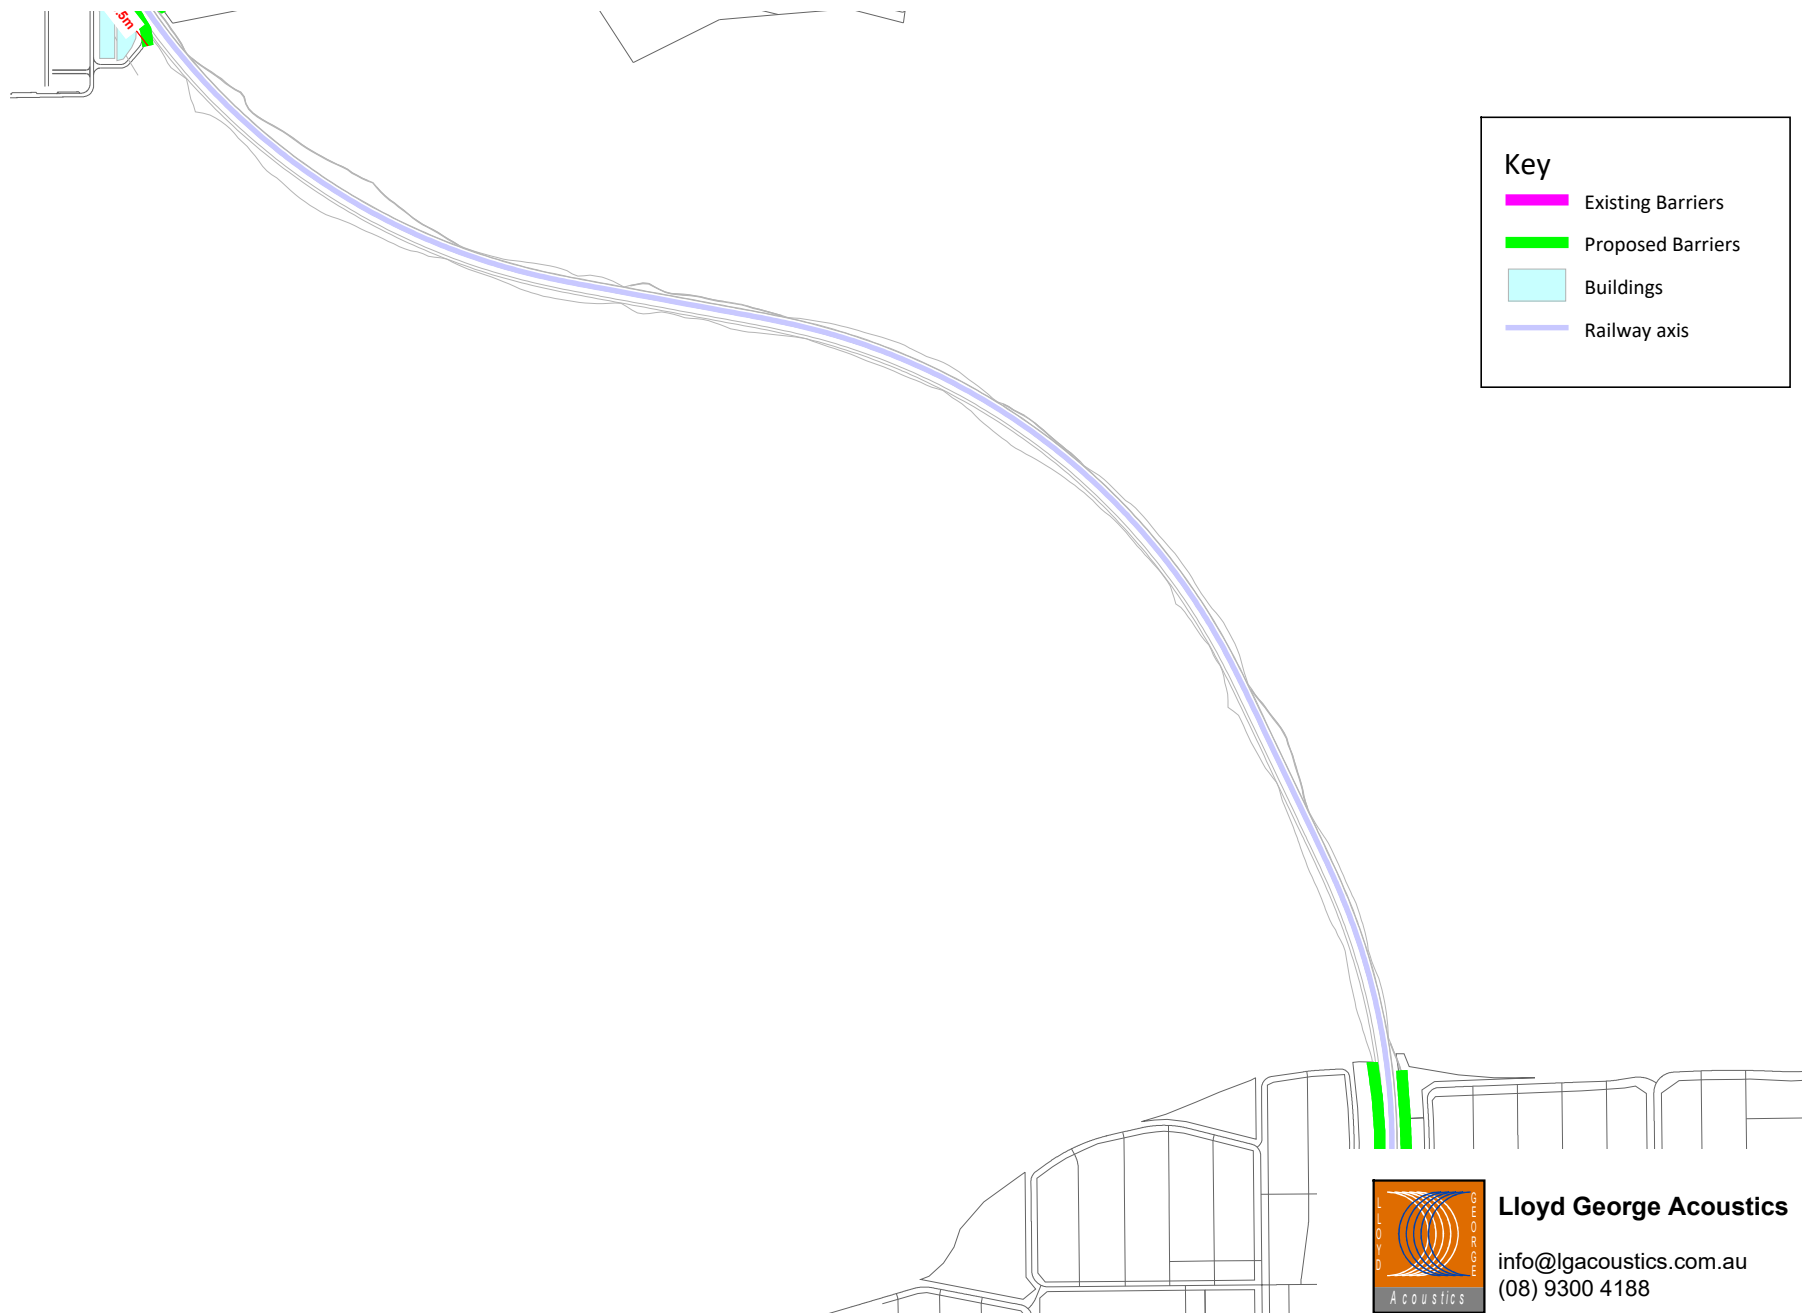 .5m
Key
Existing Barriers
Proposed Barriers
Buildings
Railway axis
LLOYD
GEORGE
Acoustics
Lloyd George Acoustics
info@lgacoustics.com.au
(08) 9300 4188